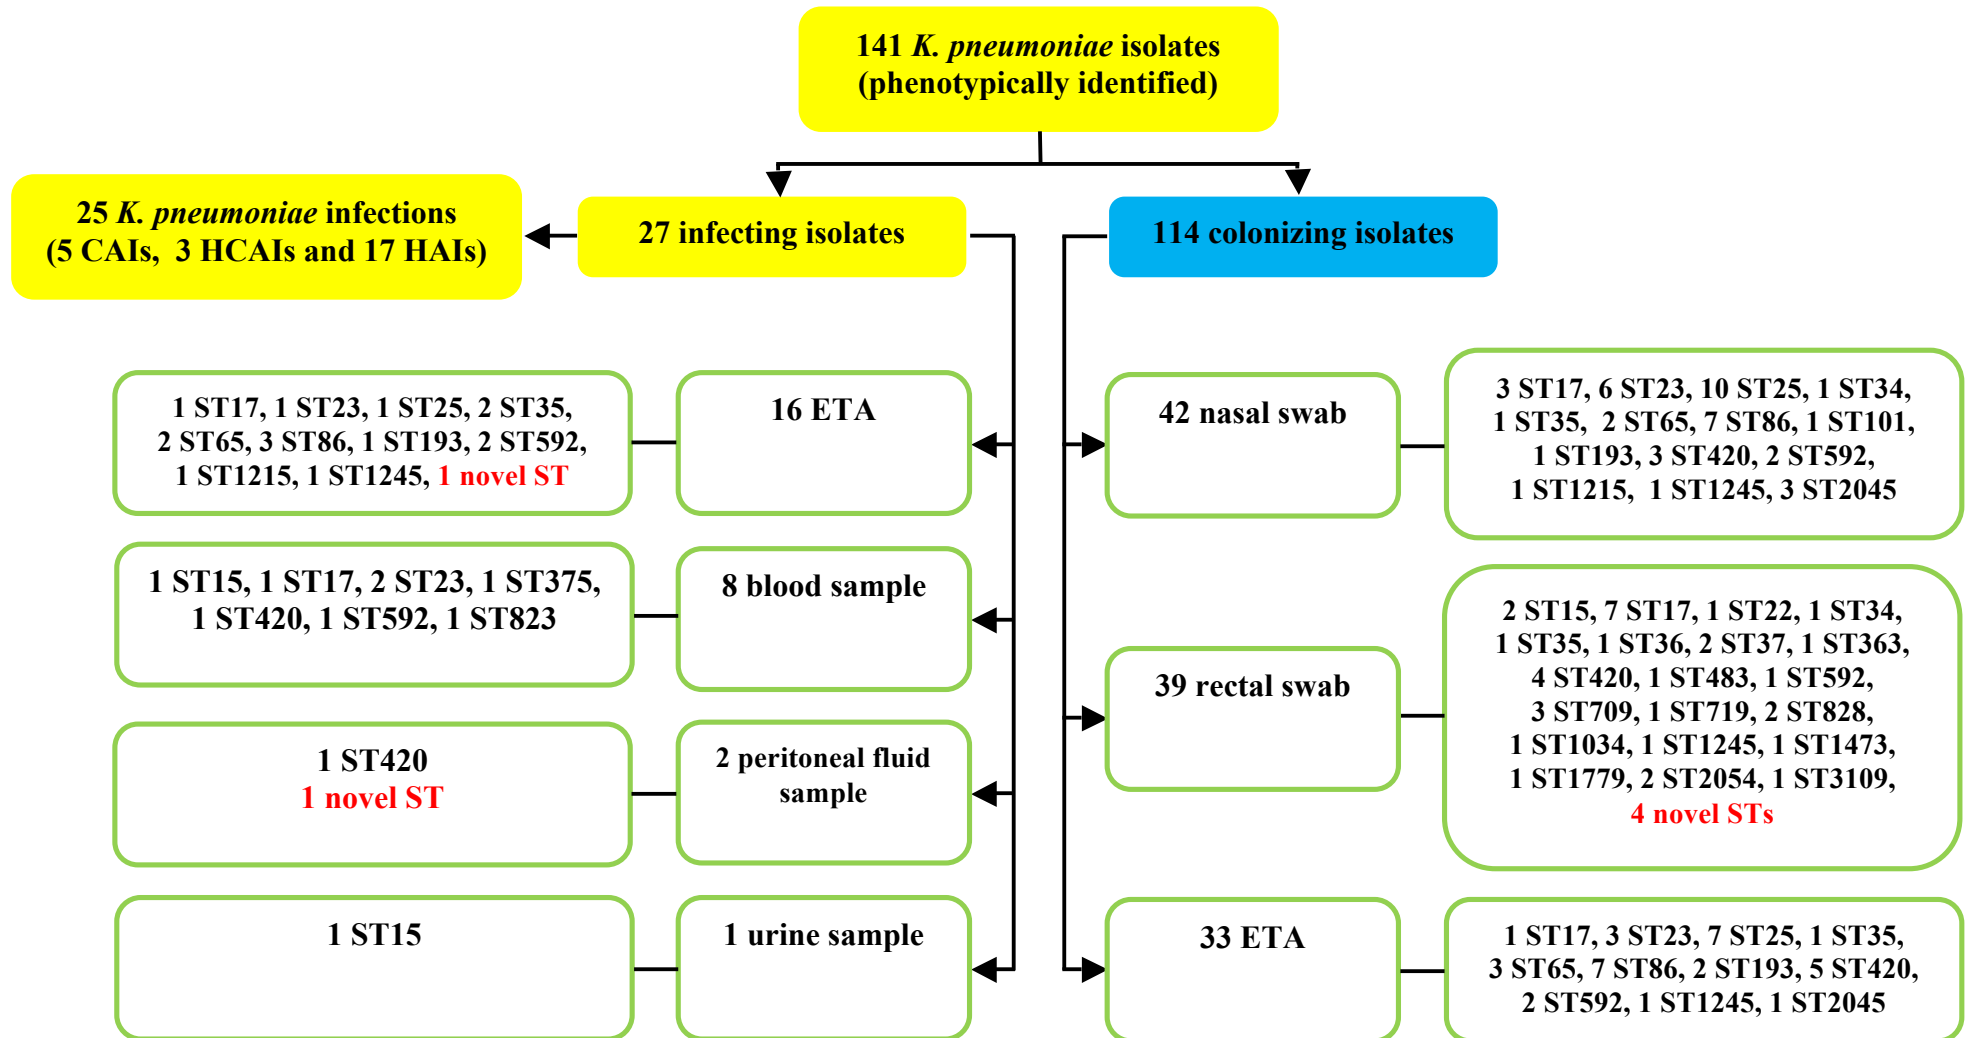 141 K. pneumoniae isolates
(phenotypically identified)
25 K. pneumoniae infections
(5 CAIs,  3 HCAIs and 17 HAIs)
27 infecting isolates
114 colonizing isolates
1 ST17, 1 ST23, 1 ST25, 2 ST35,
2 ST65, 3 ST86, 1 ST193, 2 ST592,
1 ST1215, 1 ST1245, 1 novel ST
16 ETA
1 ST15, 1 ST17, 2 ST23, 1 ST375,
1 ST420, 1 ST592, 1 ST823
8 blood sample
1 ST420
1 novel ST
2 peritoneal fluid
sample
1 ST15
1 urine sample
42 nasal swab
3 ST17, 6 ST23, 10 ST25, 1 ST34,
1 ST35,  2 ST65, 7 ST86, 1 ST101,
1 ST193, 3 ST420, 2 ST592,
1 ST1215,  1 ST1245, 3 ST2045
39 rectal swab
2 ST15, 7 ST17, 1 ST22, 1 ST34,
1 ST35, 1 ST36, 2 ST37, 1 ST363,
4 ST420, 1 ST483, 1 ST592,
3 ST709, 1 ST719, 2 ST828,
1 ST1034, 1 ST1245, 1 ST1473,
1 ST1779, 2 ST2054, 1 ST3109,
4 novel STs
33 ETA
1 ST17, 3 ST23, 7 ST25, 1 ST35,
3 ST65, 7 ST86, 2 ST193, 5 ST420,
2 ST592, 1 ST1245, 1 ST2045